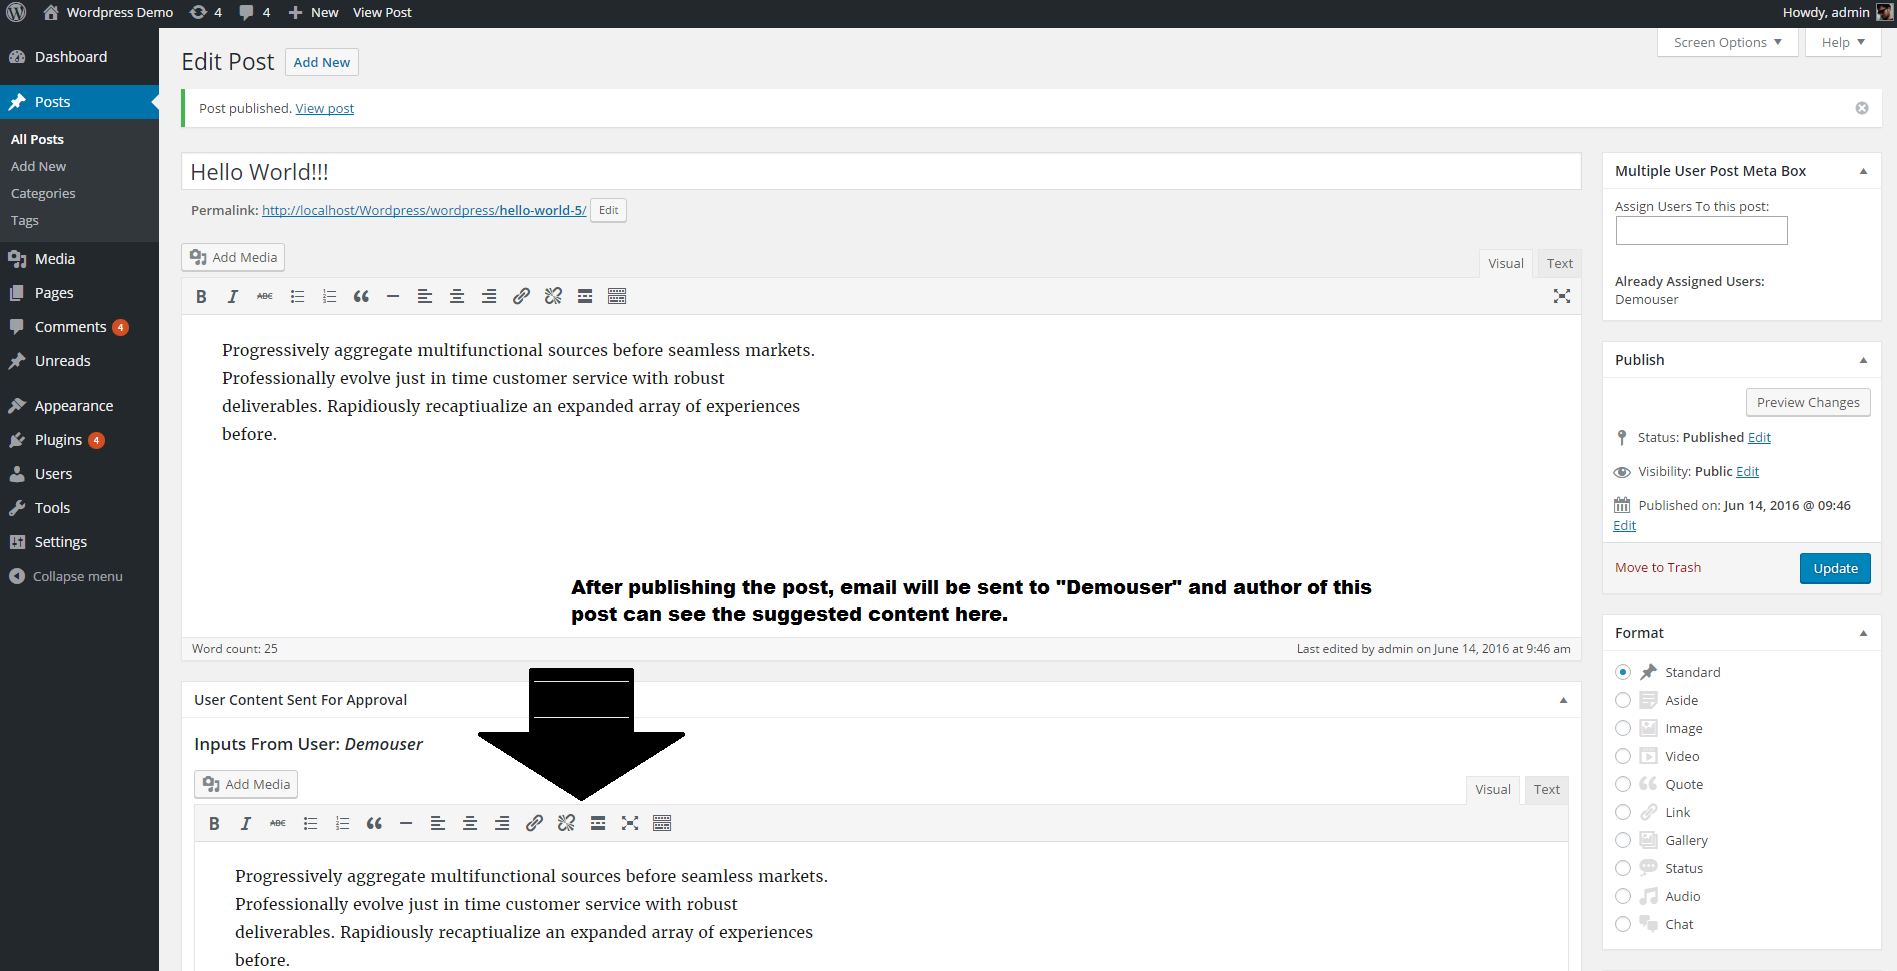 Wordpress Demo 4 4 New View Post Howdy, admin
Screen Options Help
Dashboard
Posts
All Posts
Add New
Categories
Tags
Media
Pages
Comments 4
Unreads
Appearance
Plugins 4
Users
Tools
Settings
Collapse menu
Edit Post Add New
Post published. View post
Hello World!!!
Permalink: http://localhost/Wordpress/wordpress/hello-world-5/ Edit
Add Media
Visual Text
B I ABC
Progressively aggregate multifunctional sources before seamless markets.
Professionally evolve just in time customer service with robust
deliverables. Rapidiously recaptiualize an expanded array of experiences
before.
After publishing the post, email will be sent to "Demouser" and author of this
post can see the suggested content here.
Word count: 25 Last edited by admin on June 14, 2016 at 9:46 am
User Content Sent For Approval
Inputs From User: Demouser
Add Media
Visual Text
B I ABC
Progressively aggregate multifunctional sources before seamless markets.
Professionally evolve just in time customer service with robust
deliverables. Rapidiously recaptiualize an expanded array of experiences
before.
Multiple User Post Meta Box
Assign Users To this post:
Already Assigned Users:
Demouser
Publish
Preview Changes
Status: Published Edit
Visibility: Public Edit
Published on: Jun 14, 2016 @ 09:46
Edit
Move to Trash Update
Format
Standard
Aside
Image
Video
Quote
Link
Gallery
Status
Audio
Chat